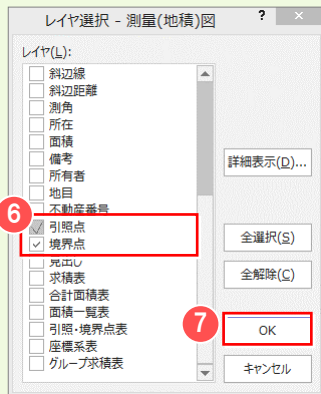 レイヤ選択 - 測量(地積)図
? ×
レイヤ(L):
斜辺線
斜辺距離
測角
所在
面積
備考
所有者
地目
不動産番号
6
引照点
境界点
見出し
求積表
合計面積表
面積一覧表
引照・境界点表
座標系表
グループ求積表
詳細表示(D)...
全選択(S)
全解除(C)
7
OK
キャンセル